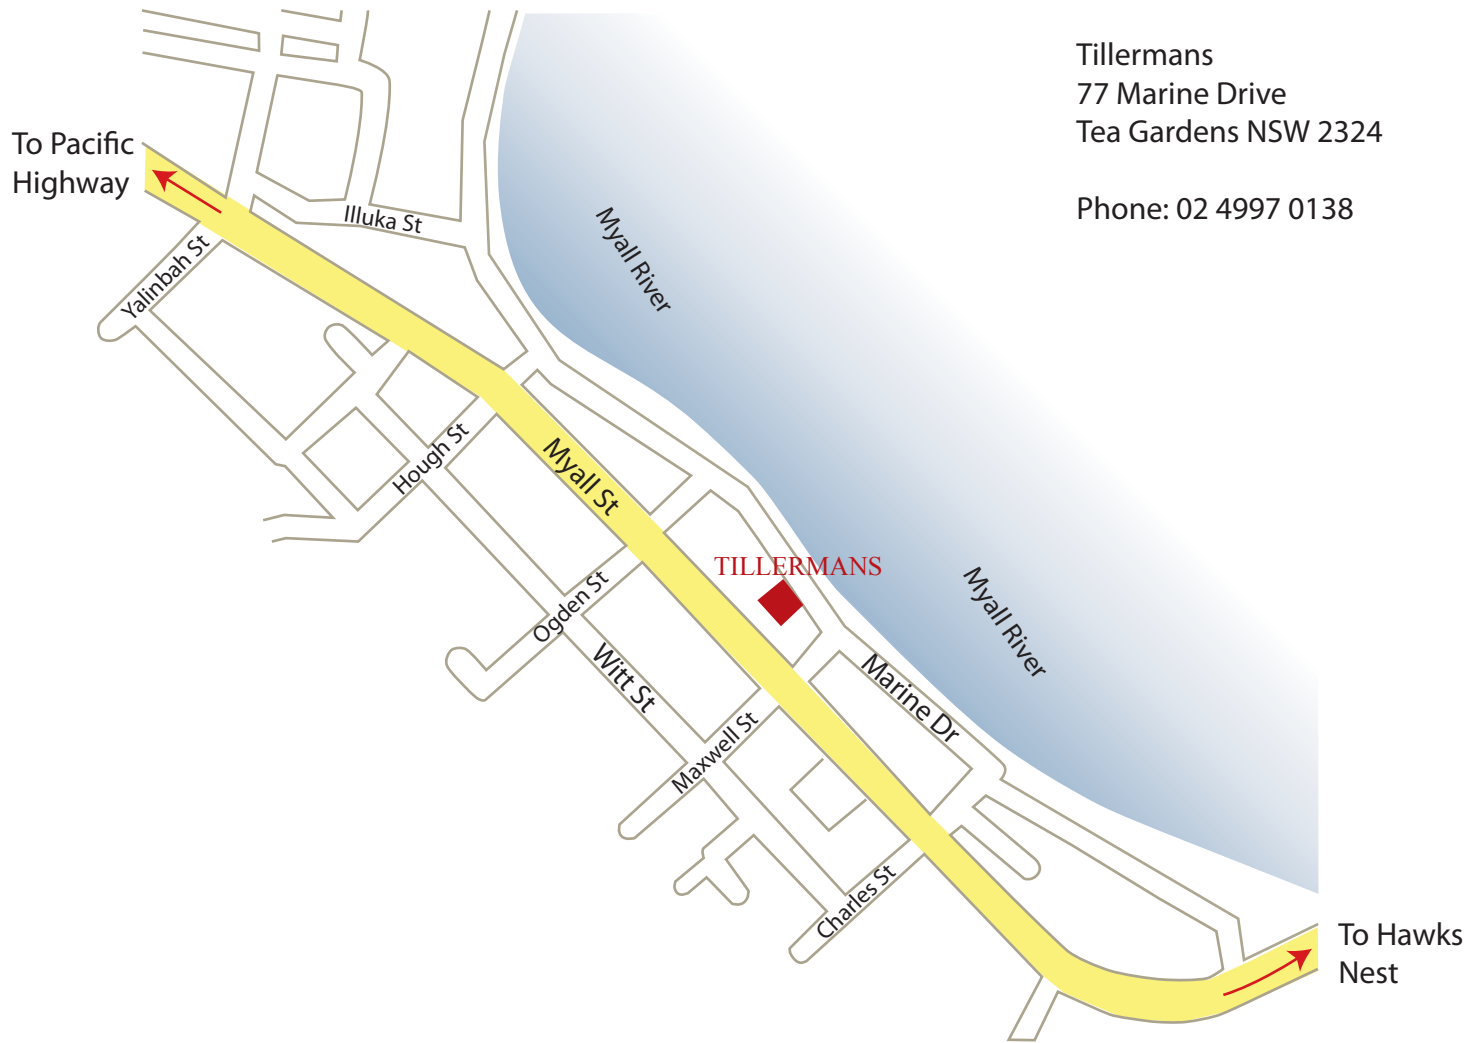 Tillermans
77 Marine Drive
Tea Gardens NSW 2324
Phone: 02 4997 0138
To Pacific
Highway
Illuka St
Yalinbah St
Myall River
Hough St
Myall St
TILLERMANS
Ogden St
Myall River
Witt St
Marine Dr
Maxwell St
Charles St
To Hawks
Nest